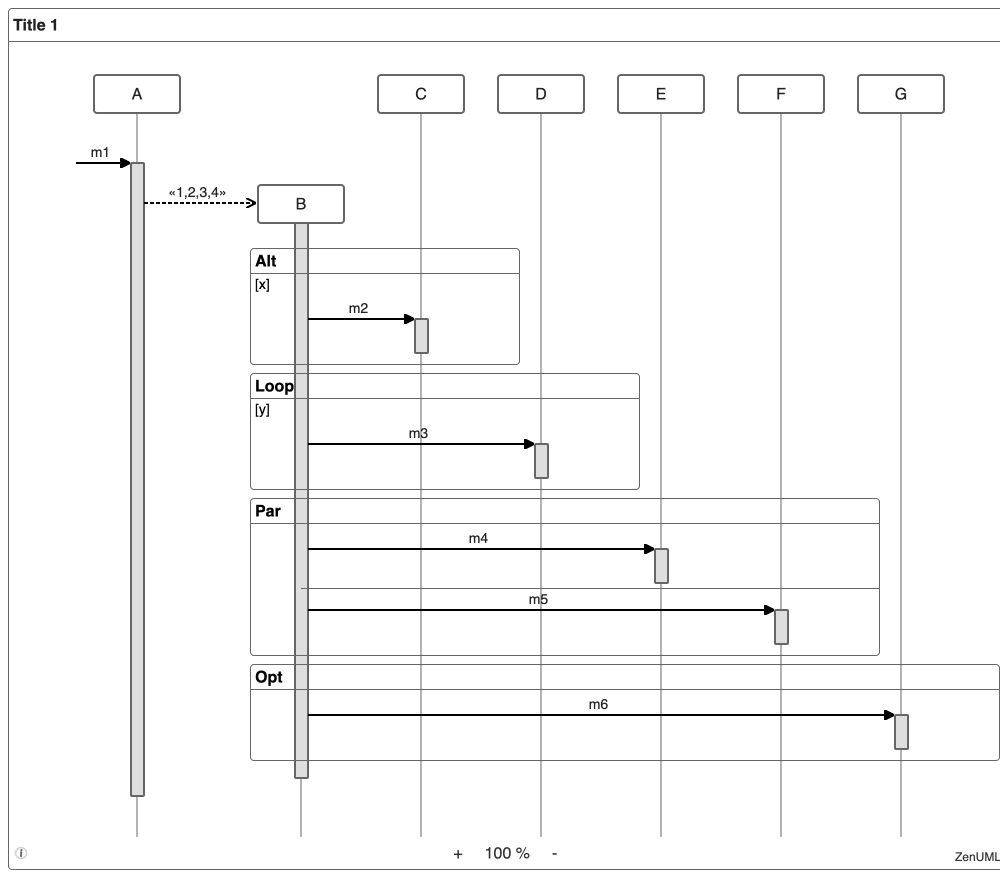 Title 1
A
C
D
E
F
G
m1
«1,2,3,4»
B
Alt
[x]
m2
Loop
[y]
m3
Par
m4
m5
Opt
m6
+ 100 % -
ZenUML